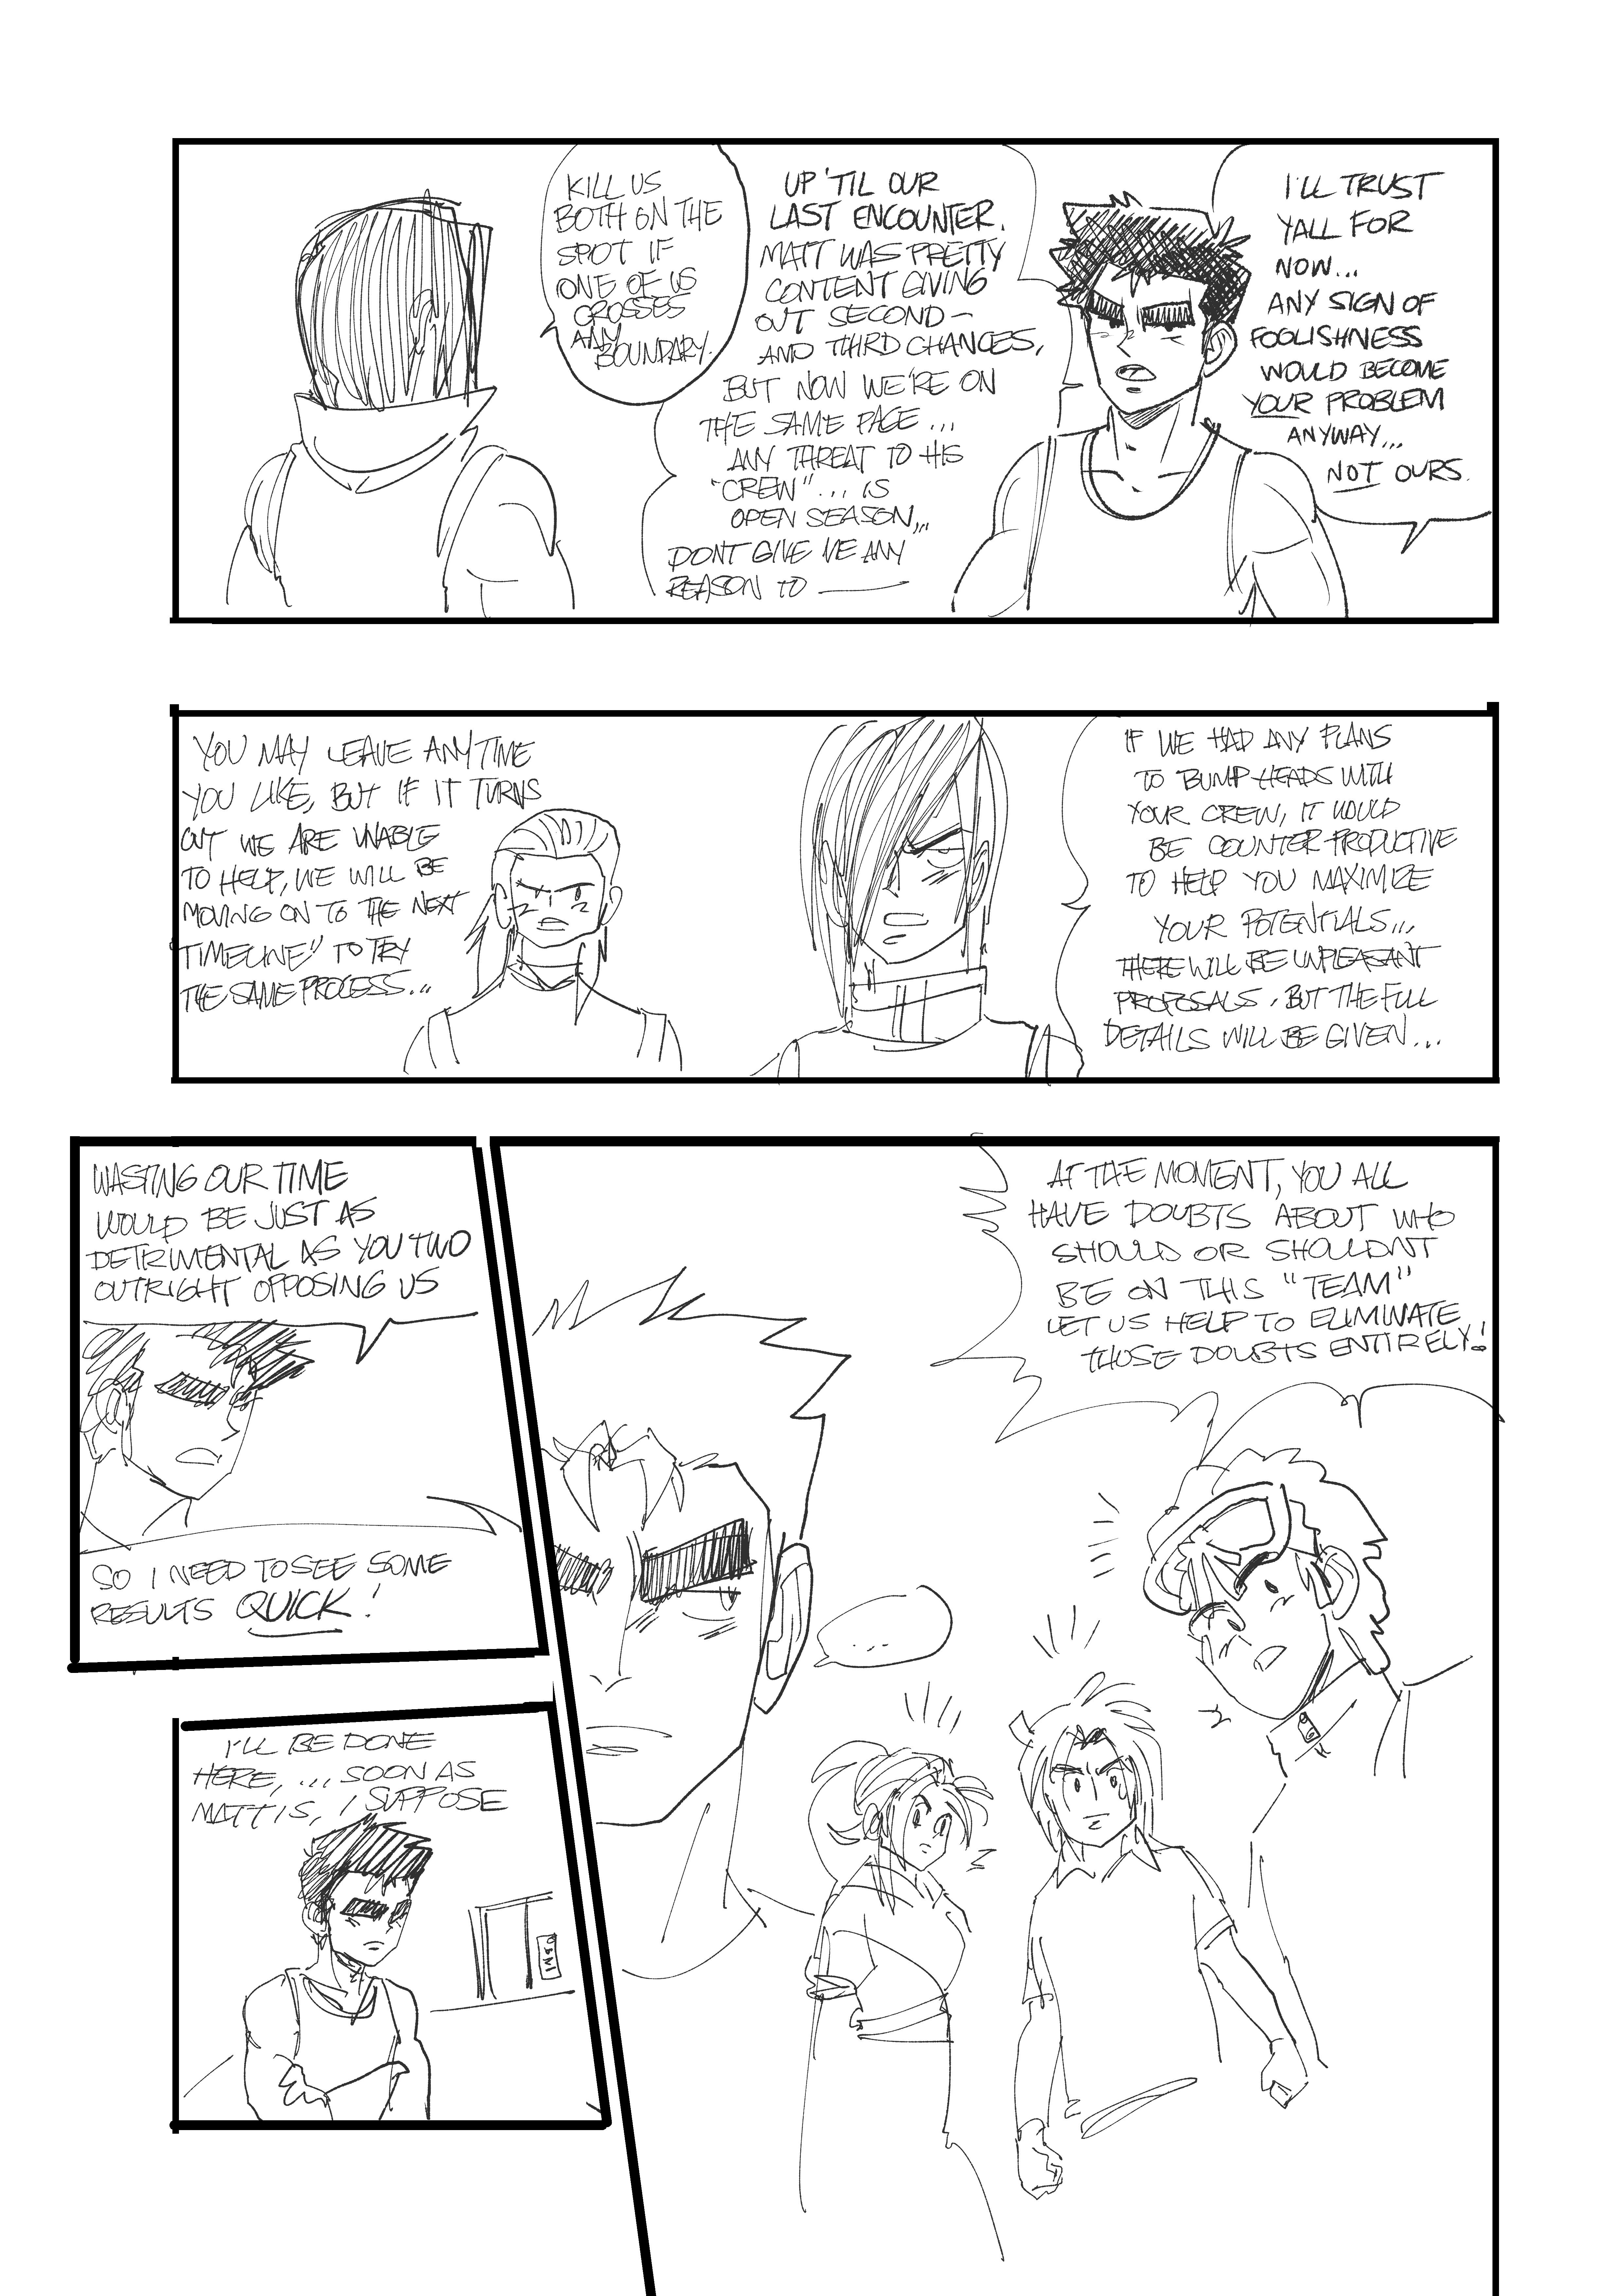 I'LL TRUST
YALL FOR
NOW...
ANY SIGN OF
FOOLISHNESS
WOULD BECOME
YOUR PROBLEM
ANYWAY...
NOT OURS.
UP 'TIL OUR
LAST ENCOUNTER.
MATT WAS PRETTY
CONTENT GIVING
OUT SECOND-
AND THIRD CHANCES,
BUT NOW WE'RE ON
THE SAME PAGE...
ANY THREAT TO HIS
"CREW"... IS
OPEN SEASON,..
DONT GIVE ME ANY
REASON TO —
KILL US
BOTH ON THE
SPOT IF
ONE OF US
CROSSES
ANY
BOUNDARY.
IF WE HAD ANY PLANS
TO BUMP HEADS WITH
YOUR CREW, IT WOULD
BE COUNTER PRODUCTIVE
TO HELP YOU MAXIMIZE
YOUR POTENTIALS...
THERE WILL BE UNPLEASANT
PROPOSALS, BUT THE FULL
DETAILS WILL BE GIVEN...
YOU MAY LEAVE ANYTIME
YOU LIKE, BUT IF IT TURNS
OUT WE ARE UNABLE
TO HELP, WE WILL BE
MOVING ON TO THE NEXT
"TIMELINE" TO TRY
THE SAME PROCESS...
AT THE MOMENT, YOU ALL
HAVE DOUBTS ABOUT WHO
SHOULD OR SHOULDNT
BE ON THIS "TEAM"
LET US HELP TO ELIMINATE
THOSE DOUBTS ENTIRELY!
...
WASTING OUR TIME
WOULD BE JUST AS
DETRIMENTAL AS YOU TWO
OUTRIGHT OPPOSING US
SO I NEED TO SEE SOME
RESULTS QUICK!
I'LL BE DONE
HERE,... SOON AS
MATT IS, I SUPPOSE